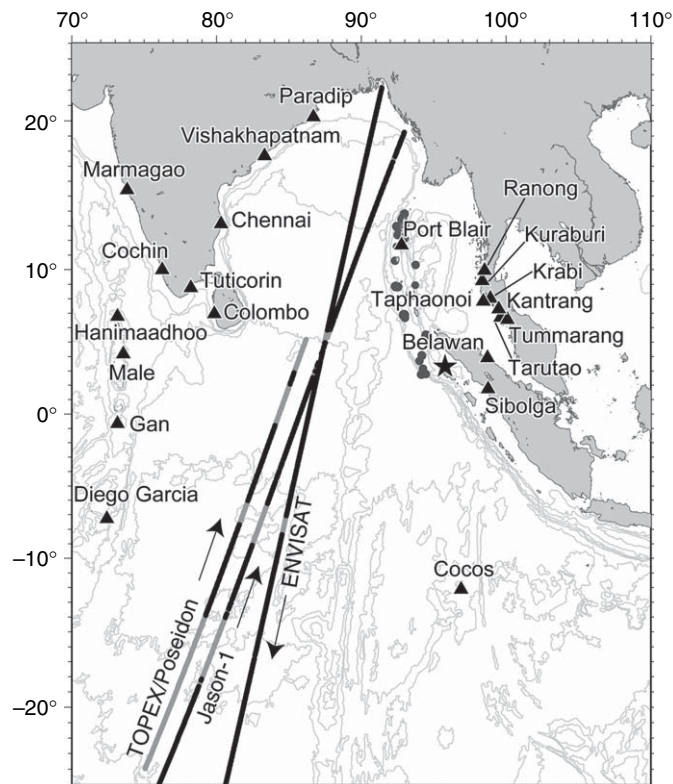 70° 80° 90° 100° 110°
Paradip
20°
Vishakhapatnam
Marmagao
Ranong
Chennai
Port Blair
Kuraburi
Cochin
Krabi
10°
Tuticorin
Taphaonoi
Kantrang
Colombo
Hanimaadhoo
Tummarang
Belawan
Male
Tarutao
0°
Gan
Sibolga
Diego Garcia
ENVISAT
–10°
Cocos
TOPEX/Poseidon
Jason-1
–20°